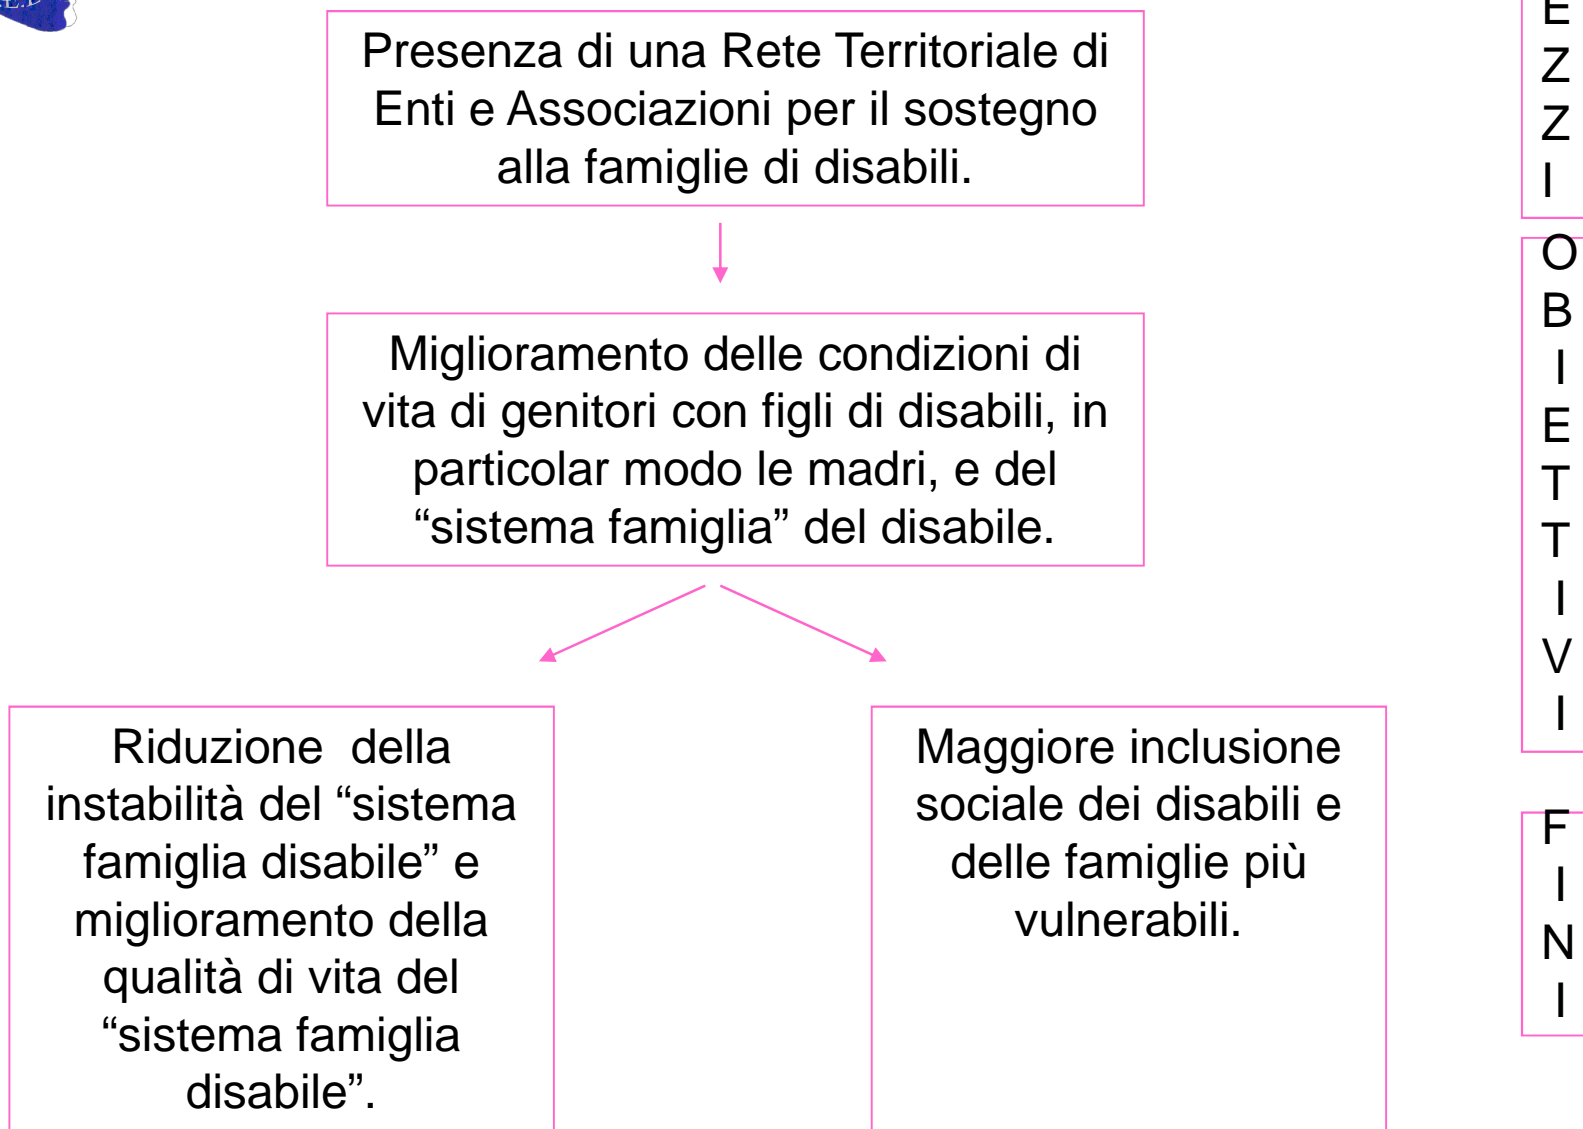 Presenza di una Rete Territoriale di
Enti e Associazioni per il sostegno
alla famiglie di disabili.
Miglioramento delle condizioni di
vita di genitori con figli di disabili, in
particolar modo le madri, e del
“sistema famiglia” del disabile.
Riduzione  della
instabilità del “sistema
famiglia disabile” e
miglioramento della
qualità di vita del
“sistema famiglia
disabile”.
Maggiore inclusione
sociale dei disabili e
delle famiglie più
vulnerabili.
E
Z
Z
I
O
B
I
E
T
T
I
V
I
F
I
N
I